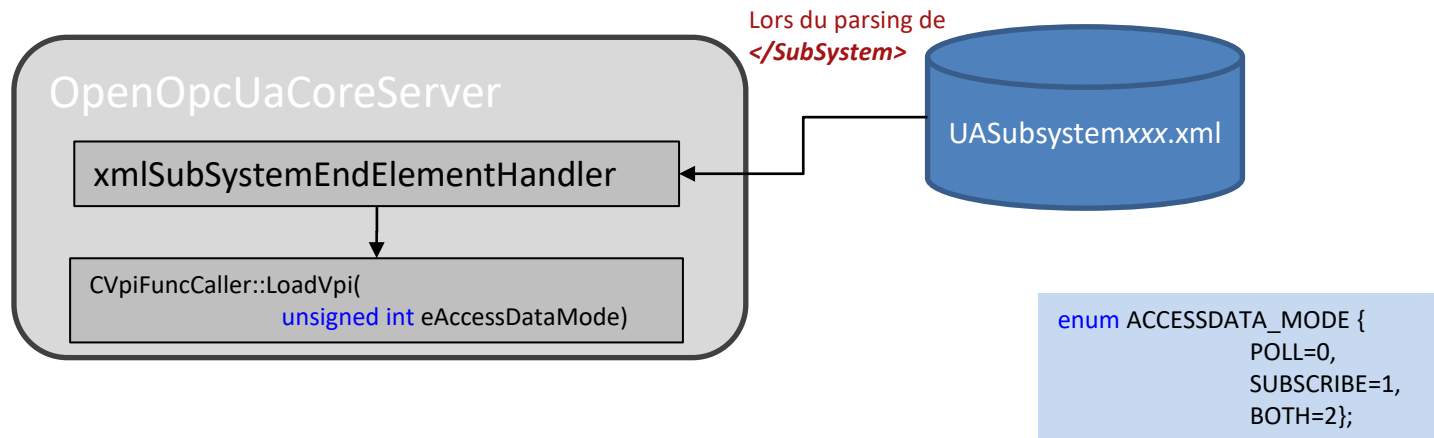 Lors du parsing de
</SubSystem>
OpenOpcUaCoreServer
UASubsystemxxx.xml
xmlSubSystemEndElementHandler
CVpiFuncCaller::LoadVpi(
unsigned int eAccessDataMode)
enum ACCESSDATA_MODE {
POLL=0,
SUBSCRIBE=1,
BOTH=2};